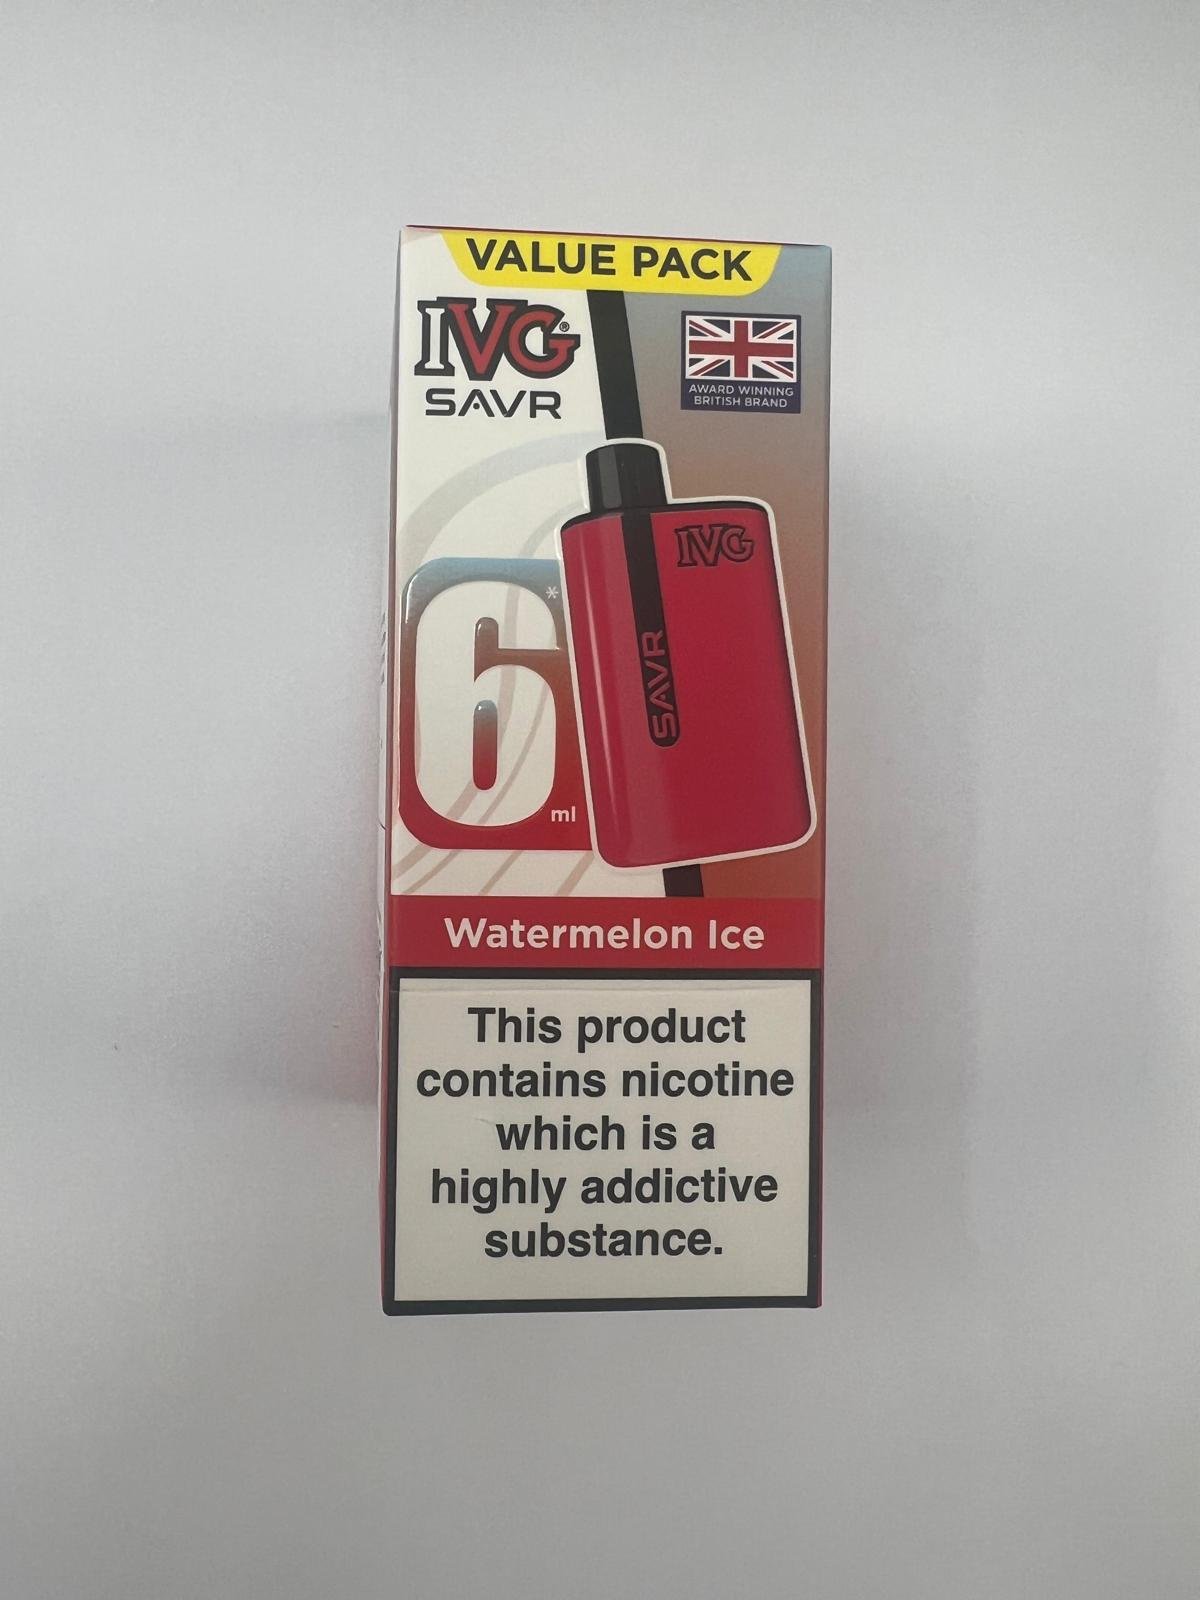 VALUE PACK
IVG®
SAVR
AWARD WINNING
BRITISH BRAND
IVG
SAVR
6*
ml
Watermelon Ice
This product
contains nicotine
which is a
highly addictive
substance.